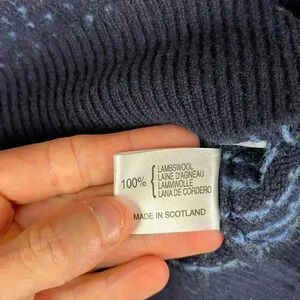 100% { LAMBSWOOL
LAINE D'AGNEAU
LAMMWOLLE
LANA DE CORDERO
MADE IN SCOTLAND